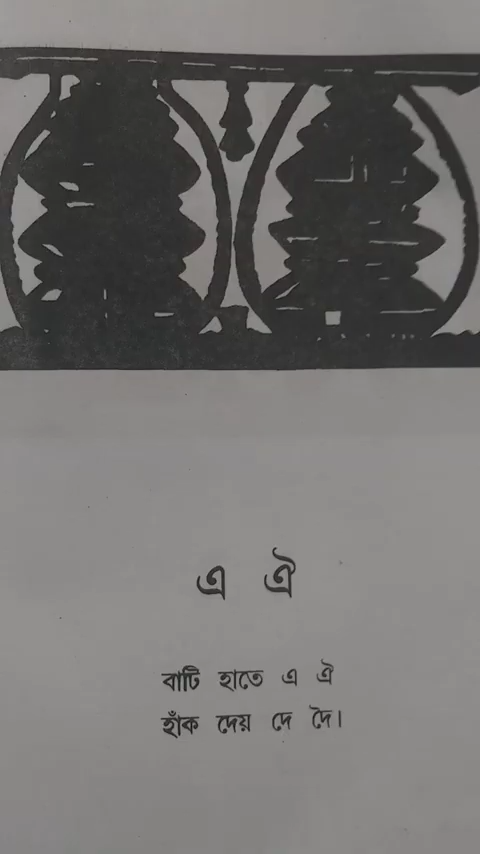 এ ঐ
বাটি হাতে এ ঐ
হাঁক দেয় দে দৈ।